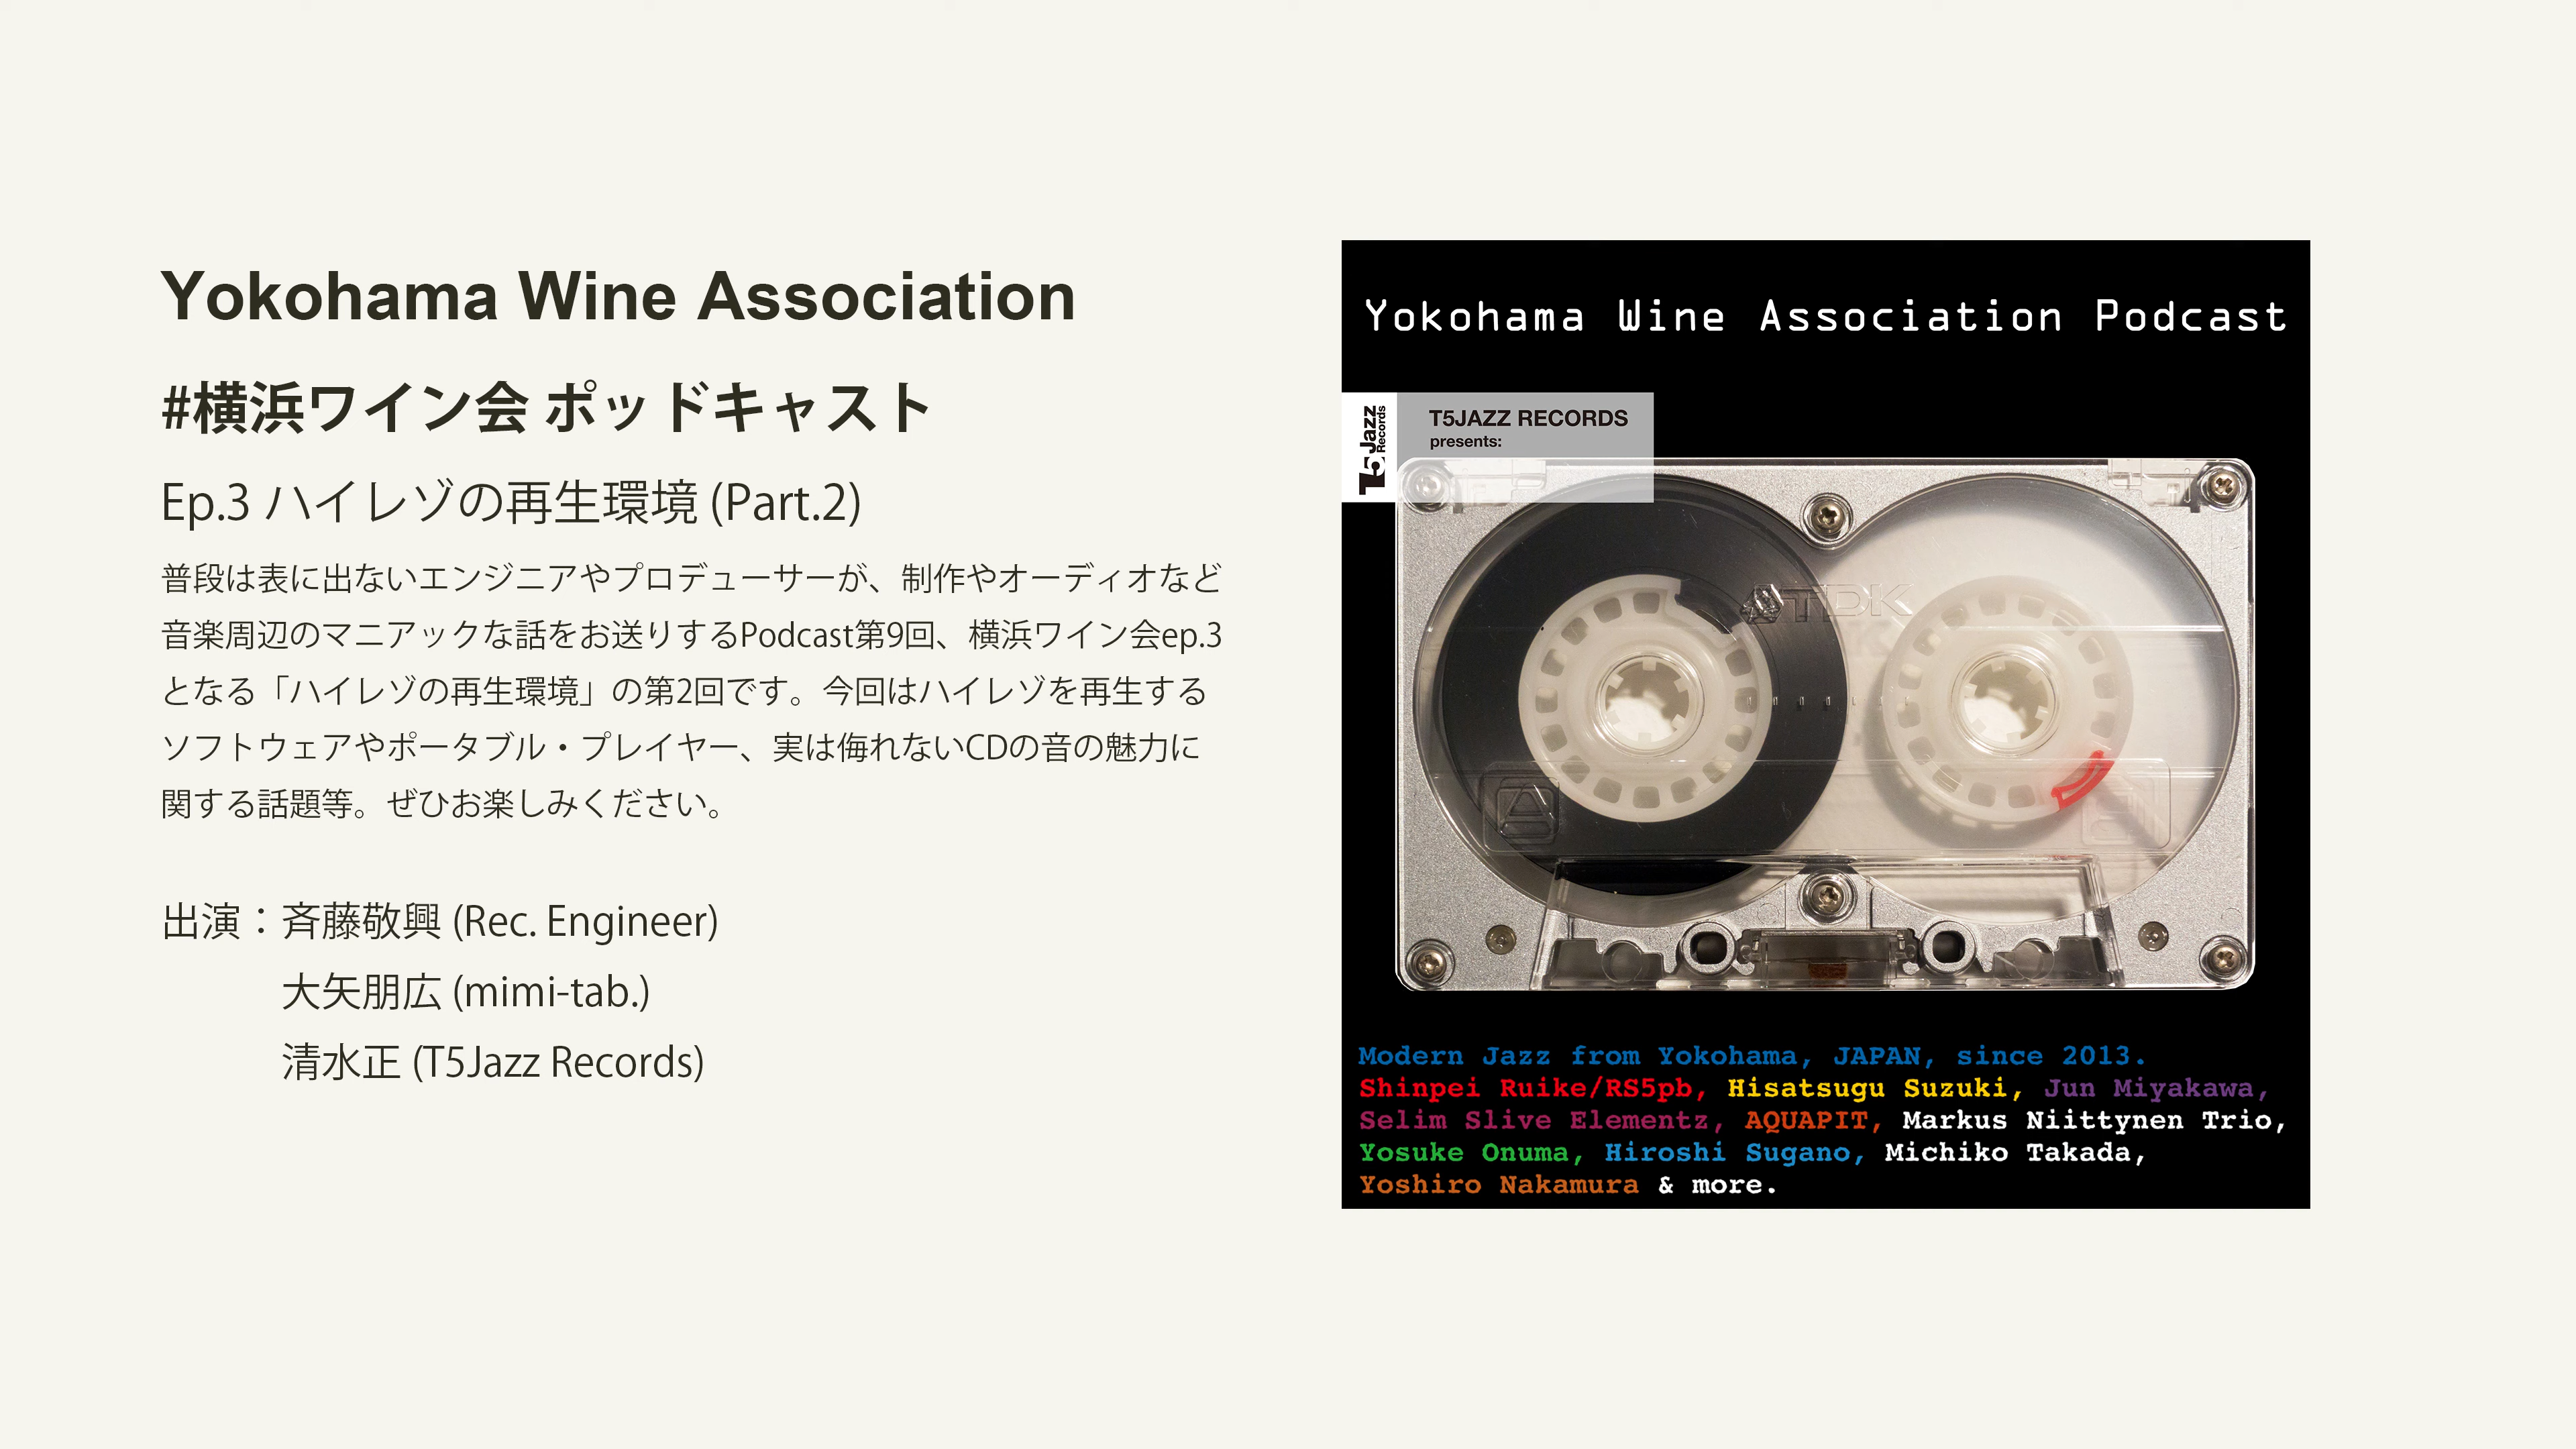 Yokohama Wine Association
#横浜ワイン会 ポッドキャスト
Ep.3 ハイレゾの再生環境 (Part.2)
普段は表に出ないエンジニアやプロデューサーが、制作やオーディオなど
音楽周辺のマニアックな話をお送りするPodcast第9回、横浜ワイン会ep.3
となる「ハイレゾの再生環境」の第2回です。今回はハイレゾを再生する
ソフトウェアやポータブル・プレイヤー、実は侮れないCDの音の魅力に
関する話題等。ぜひお楽しみください。
出演：斉藤敬興 (Rec. Engineer)
大矢朋広 (mimi-tab.)
清水正 (T5Jazz Records)
Yokohama Wine Association Podcast
T5Jazz Records
T5JAZZ RECORDS
presents:
TDK
A
Modern Jazz from Yokohama, JAPAN, since 2013.
Shinpei Ruike/RS5pb, Hisatsugu Suzuki, Jun Miyakawa,
Selim Slive Elementz, AQUAPIT, Markus Niittynen Trio,
Yosuke Onuma, Hiroshi Sugano, Michiko Takada,
Yoshiro Nakamura & more.